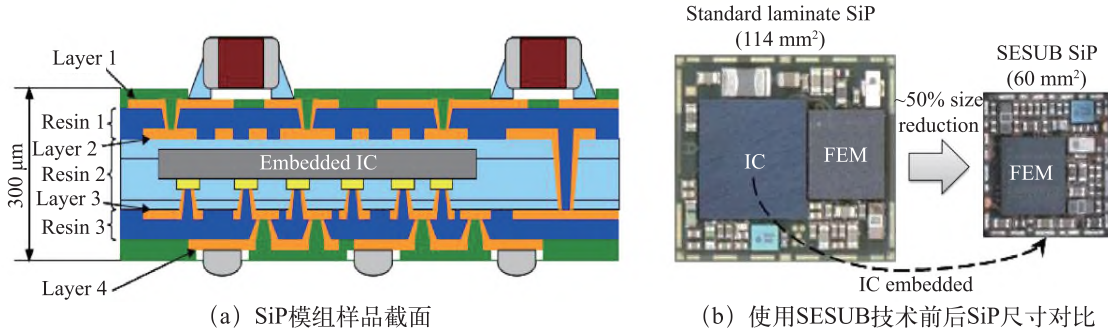 Layer 1
Resin 1
Layer 2
Resin 2
Layer 3
Resin 3
Layer 4
300 μm
Embedded IC
(a) SiP模组样品截面
Standard laminate SiP
(114 mm²)
IC
FEM
~50% size
reduction
SESUB SiP
(60 mm²)
FEM
IC embedded
(b) 使用SESUB技术前后SiP尺寸对比